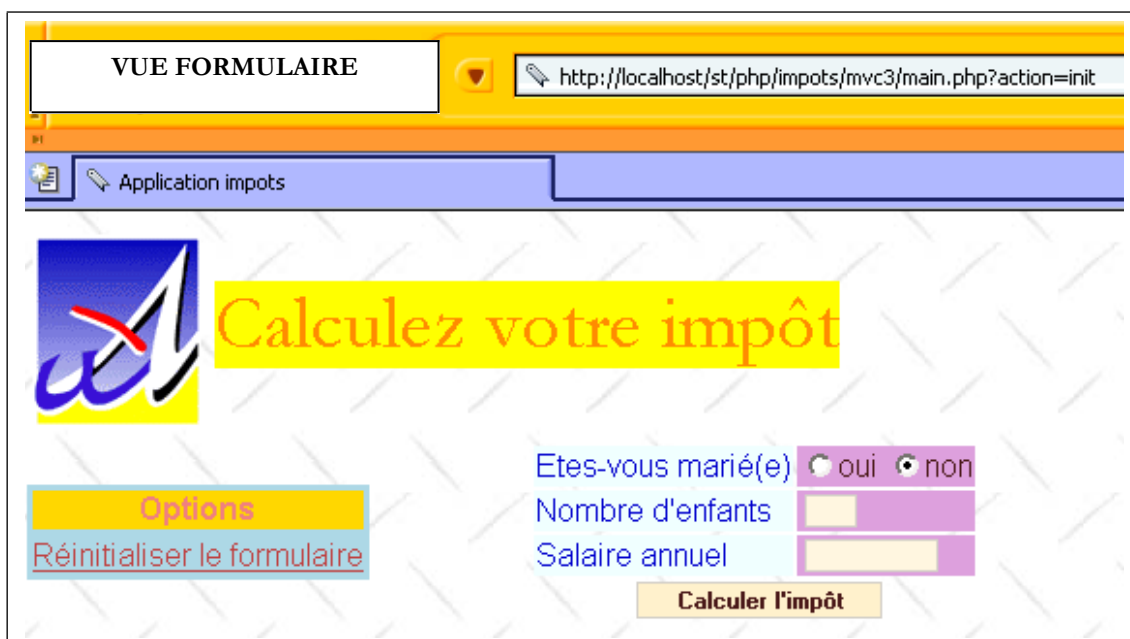 VUE FORMULAIRE
http://localhost/st/php/impots/mvc3/main.php?action=init
Application impots
Calculez votre impôt
Options
Réinitialiser le formulaire
Etes-vous marié(e) oui non
Nombre d'enfants
Salaire annuel
Calculer l'impôt